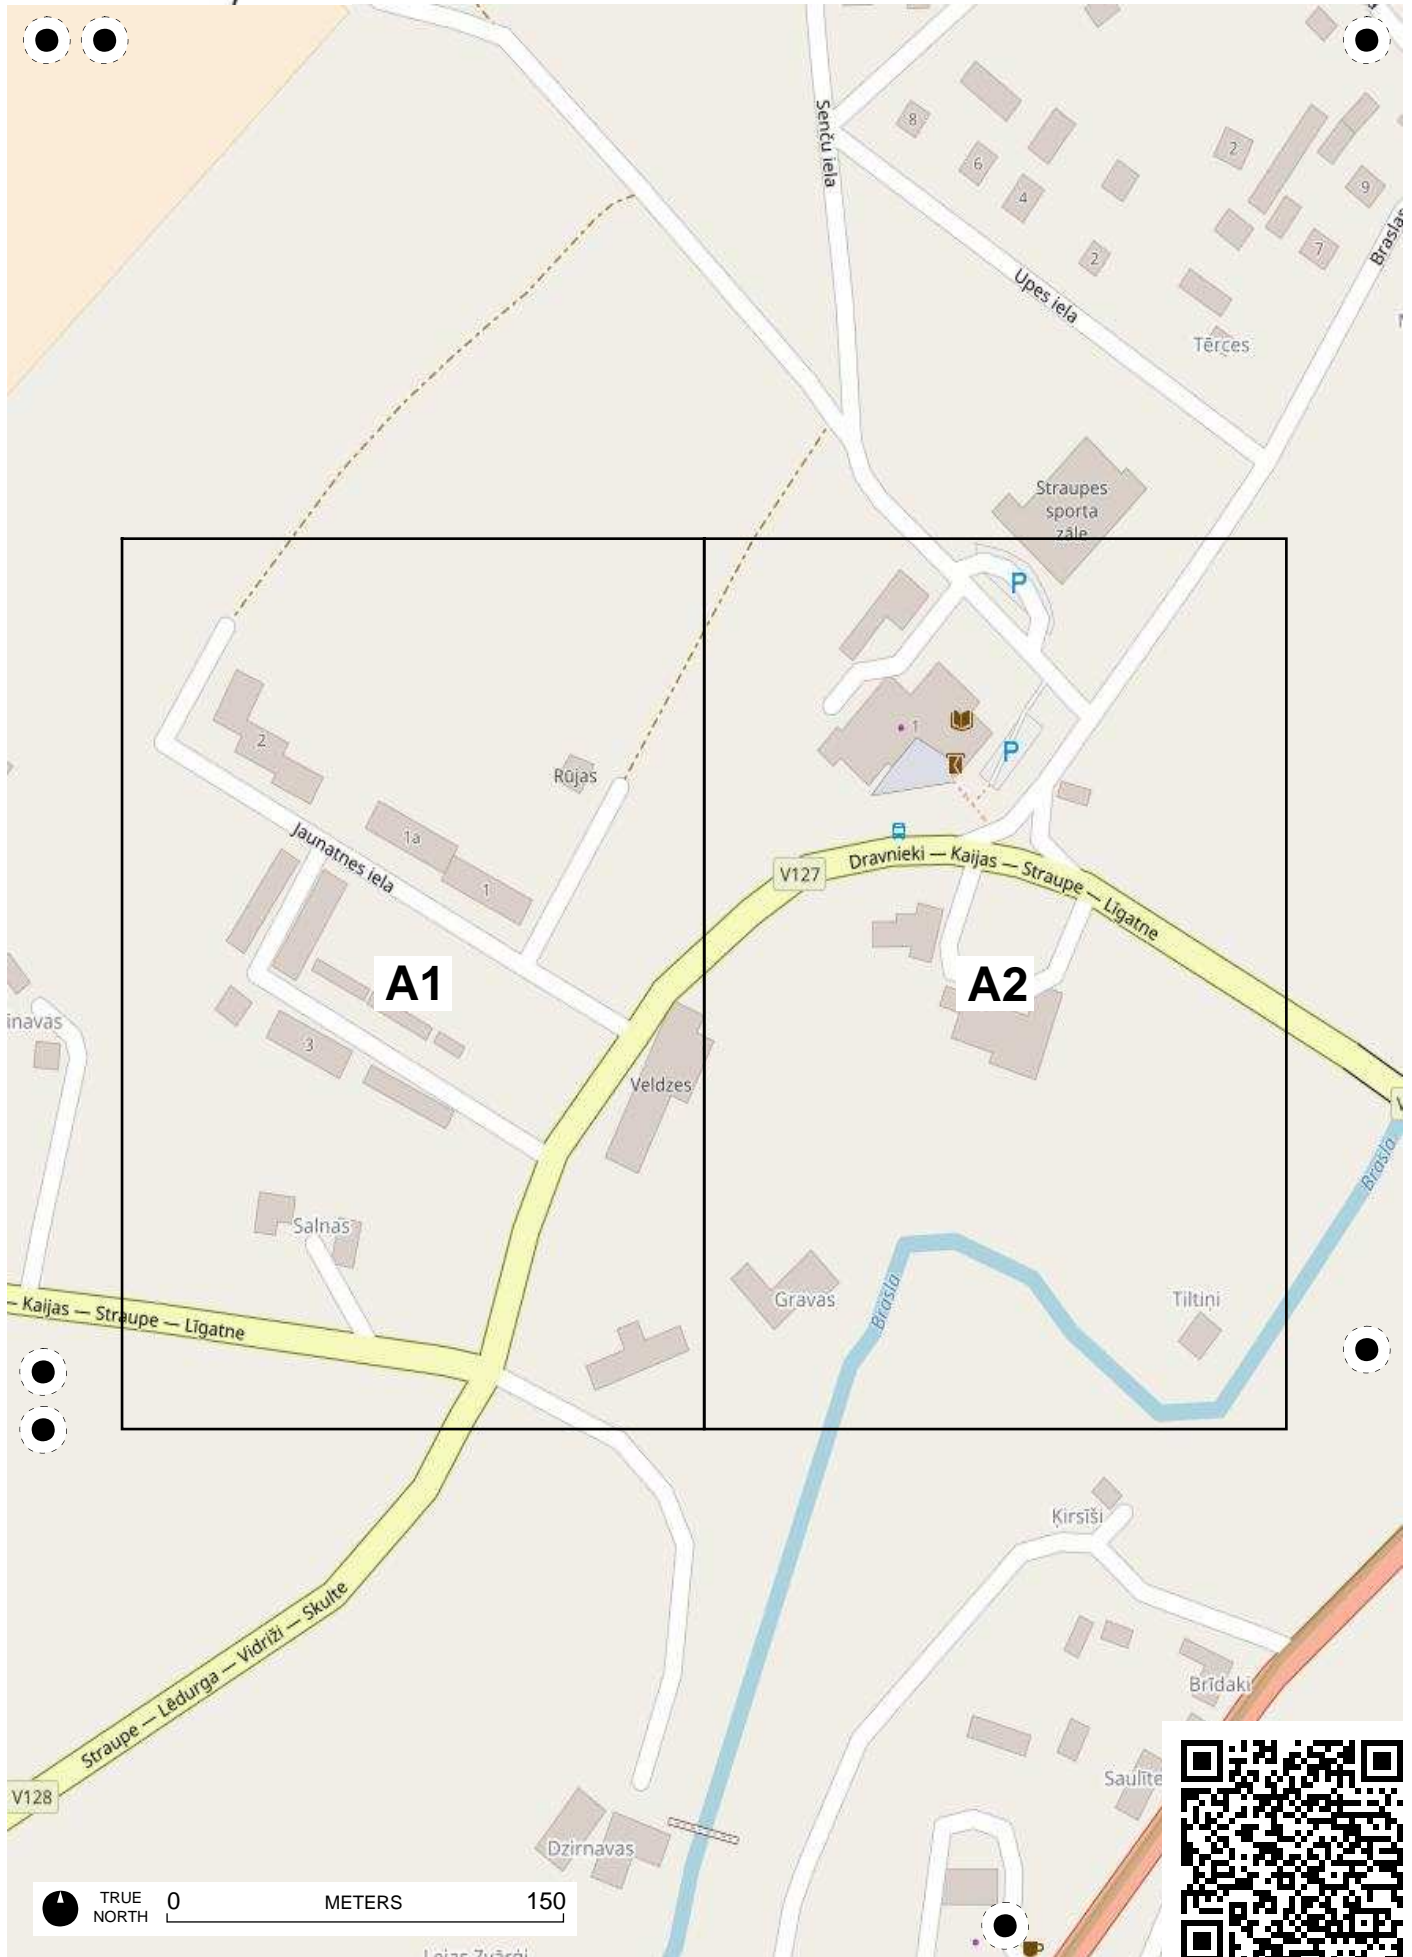 Senču iela
8
6
4
2
2
9
7
Braslas
Upes iela
Tērces
Straupes
sporta
zāle
P
1
P
2
Rūjas
1a
1
Jaunatnes iela
V127
Dravnieki — Kaijas — Straupe — Līgatne
A1
A2
inavas
3
Veldzes
Brasla
Salnas
Gravas
Brasla
Tiltiņi
— Kaijas — Straupe — Līgatne
Ķirsīši
Straupe — Lēdurga — Vidriži — Skulte
Brīdaki
V128
Saulīte
Dzirnavas
TRUE
NORTH
0 METERS 150